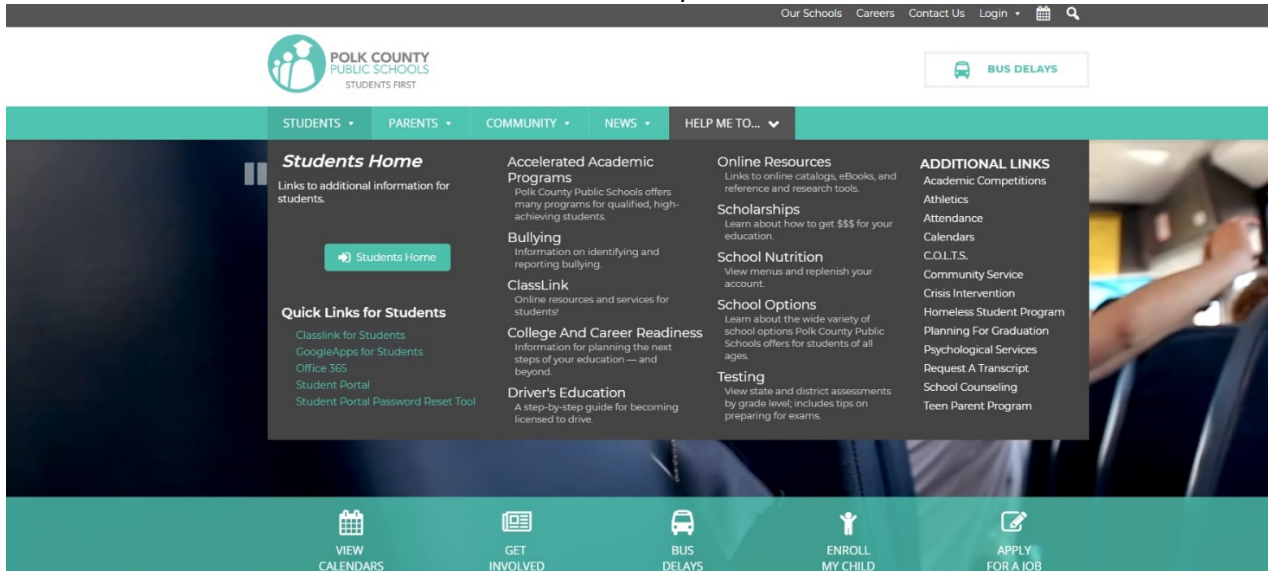 Our Schools Careers Contact Us Login
POLK COUNTY
PUBLIC SCHOOLS
STUDENTS FIRST
BUS DELAYS
STUDENTS PARENTS COMMUNITY NEWS HELP ME TO...
Students Home
Links to additional information for
students.
Students Home
Quick Links for Students
Classlink for Students
GoogleApps for Students
Office 365
Student Portal
Student Portal Password Reset Tool
Accelerated Academic
Programs
Polk County Public Schools offers
many programs for qualified, high-
achieving students.
Bullying
Information on identifying and
reporting bullying.
ClassLink
Online resources and services for
students!
College And Career Readiness
Information for planning the next
steps of your education — and
beyond.
Driver's Education
A step-by-step guide for becoming
licensed to drive.
Online Resources
Links to online catalogs, eBooks, and
reference and research tools.
Scholarships
Learn about how to get $$$ for your
education.
School Nutrition
View menus and replenish your
account.
School Options
Learn about the wide variety of
school options Polk County Public
Schools offers for students of all
ages.
Testing
View state and district assessments
by grade level; includes tips on
preparing for exams.
ADDITIONAL LINKS
Academic Competitions
Athletics
Attendance
Calendars
C.O.L.T.S.
Community Service
Crisis Intervention
Homeless Student Program
Planning For Graduation
Psychological Services
Request A Transcript
School Counseling
Teen Parent Program
VIEW
CALENDARS
GET
INVOLVED
BUS
DELAYS
ENROLL
MY CHILD
APPLY
FOR A JOB